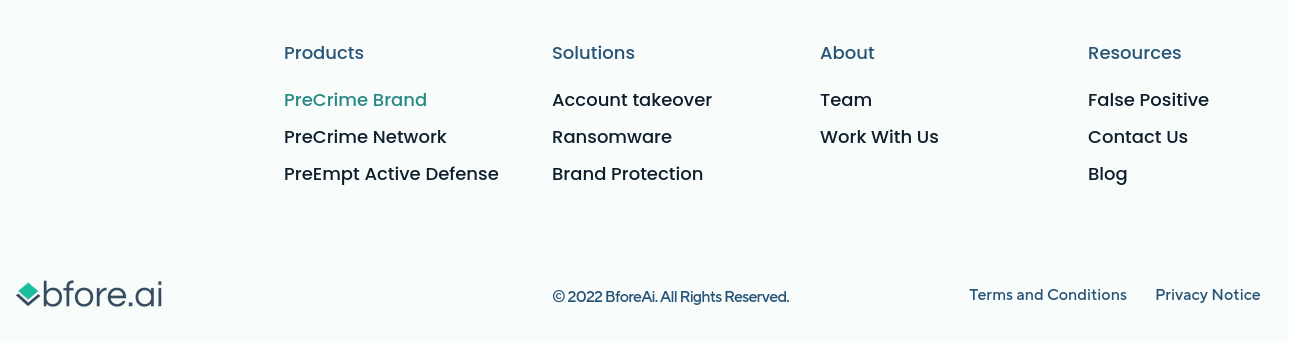 Products
PreCrime Brand
PreCrime Network
PreEmpt Active Defense
Solutions
Account takeover
Ransomware
Brand Protection
About
Team
Work With Us
Resources
False Positive
Contact Us
Blog
bfore.ai
© 2022 BforeAi. All Rights Reserved.
Terms and Conditions
Privacy Notice